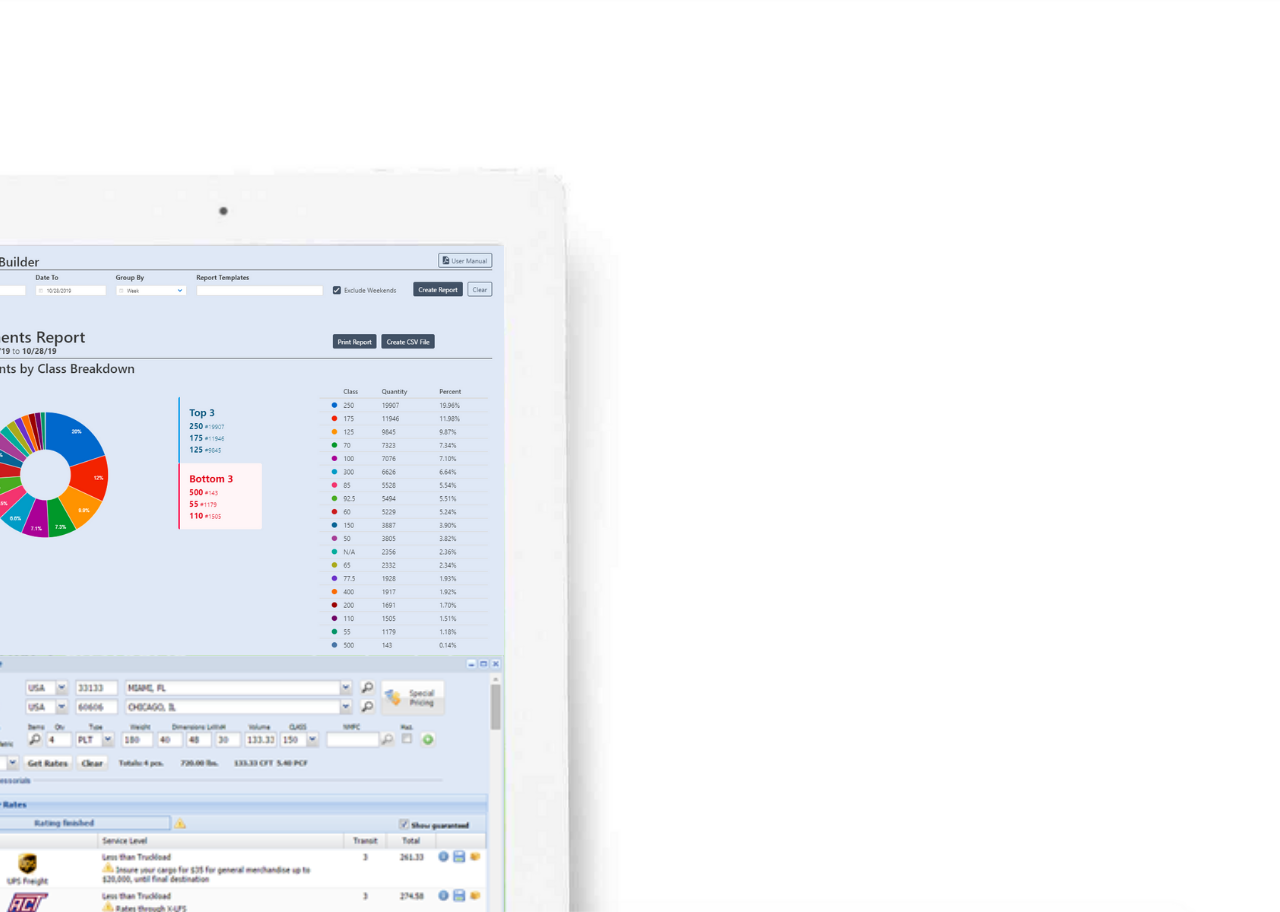 Builder
User Manual
Date To
Group By
Report Templates
10/28/2019
Week
Exclude Weekends
Create Report
Clear
ents Report
/19 to 10/28/19
Print Report
Create CSV File
nts by Class Breakdown
Class Quantity Percent
250 19907 19.96%
175 11946 11.98%
125 9845 9.87%
70 7323 7.34%
100 7076 7.10%
300 6626 6.64%
85 5528 5.54%
92.5 5494 5.51%
60 5229 5.24%
150 3887 3.90%
50 3805 3.82%
N/A 2356 2.36%
65 2332 2.34%
77.5 1928 1.93%
400 1917 1.92%
200 1691 1.70%
110 1505 1.51%
55 1179 1.18%
500 143 0.14%
20%
12%
9.9%
7.3%
7.1%
6.6%
Top 3
250 #19907
175 #11946
125 #9845
Bottom 3
500 #143
55 #1179
110 #1505
USA 33133 MIAMI, FL
USA 60606 CHICAGO, IL
Special
Pricing
Items Qty Type Weight Dimensions LxWxH Volume CLASS NMFC Haz.
4 PLT 180 40 48 30 133.33 150
Get Rates Clear Totals: 4 pcs. 720.00 lbs. 133.33 CFT 5.40 PCF
essorials
Rates
Rating finished
Show guaranteed
Service Level Transit Total
Less than Truckload 3 261.33
Insure your cargo for $35 for general merchandise up to
$20,000, until final destination
UPS Freight
Less than Truckload 3 274.58
Rates through X-LFS
RCT